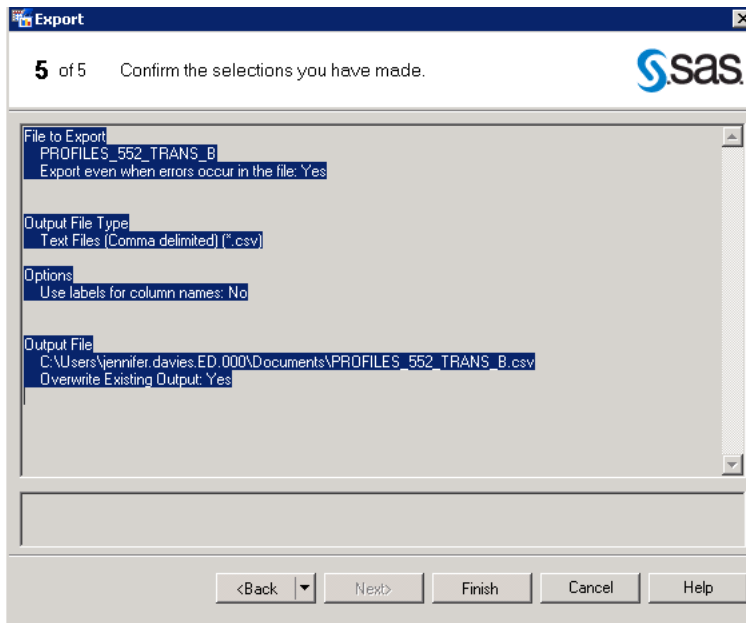 Export
5 of 5 Confirm the selections you have made.
sas
File to Export
PROFILES_552_TRANS_B
Export even when errors occur in the file: Yes
Output File Type
Text Files (Comma delimited) (*.csv)
Options
Use labels for column names: No
Output File
C:\Users\jennifer.davies.ED.000\Documents\PROFILES_552_TRANS_B.csv
Overwrite Existing Output: Yes
<Back Next> Finish Cancel Help